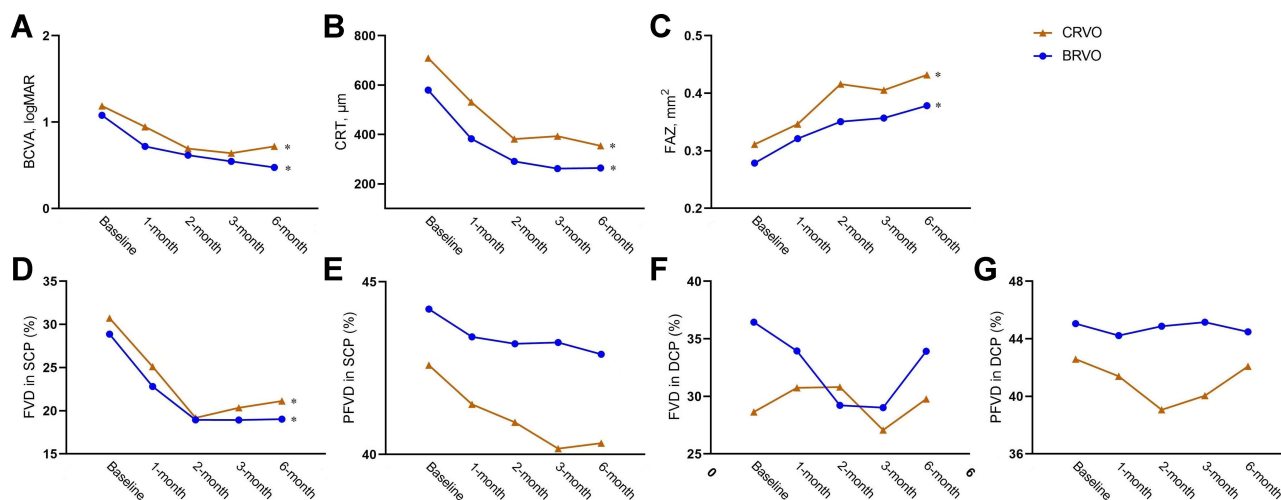 A
BCVA, logMAR
2
1
0
Baseline
1-month
2-month
3-month
6-month
*
*
B
CRT, μm
800
600
400
200
Baseline
1-month
2-month
3-month
6-month
*
*
C
FAZ, mm²
0.5
0.4
0.3
0.2
Baseline
1-month
2-month
3-month
6-month
*
*
CRVO
BRVO
D
FVD in SCP (%)
35
30
25
20
15
Baseline
1-month
2-month
3-month
6-month
*
*
E
PFVD in SCP (%)
45
40
Baseline
1-month
2-month
3-month
6-month
F
FVD in DCP (%)
40
35
30
25
0
Baseline
1-month
2-month
3-month
6-month
6
G
PFVD in DCP (%)
48
44
40
36
Baseline
1-month
2-month
3-month
6-month